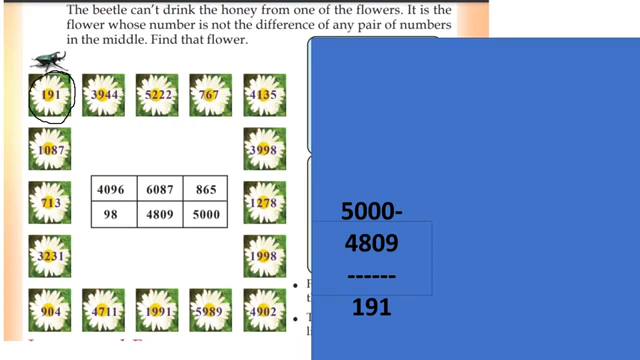 The beetle can't drink the honey from one of the flowers. It is the
flower whose number is not the difference of any pair of numbers
in the middle. Find that flower.
191 3944 5222 767 4135
1087 3998
4096 6087 865
713 1278
98 4809 5000
3231 1998
904 4711 1991 5989 4902
5000-
4809
------
191